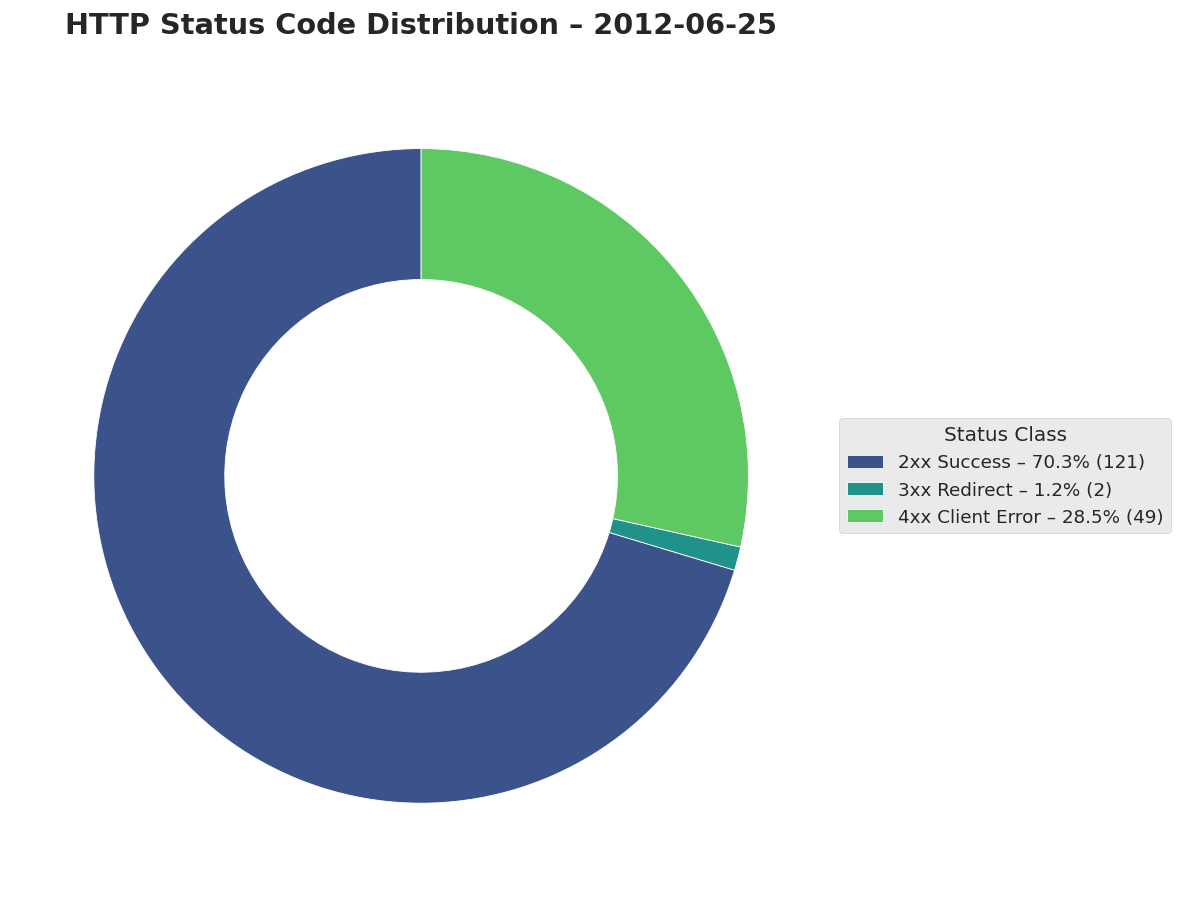 HTTP Status Code Distribution – 2012-06-25
Status Class
2xx Success – 70.3% (121)
3xx Redirect – 1.2% (2)
4xx Client Error – 28.5% (49)